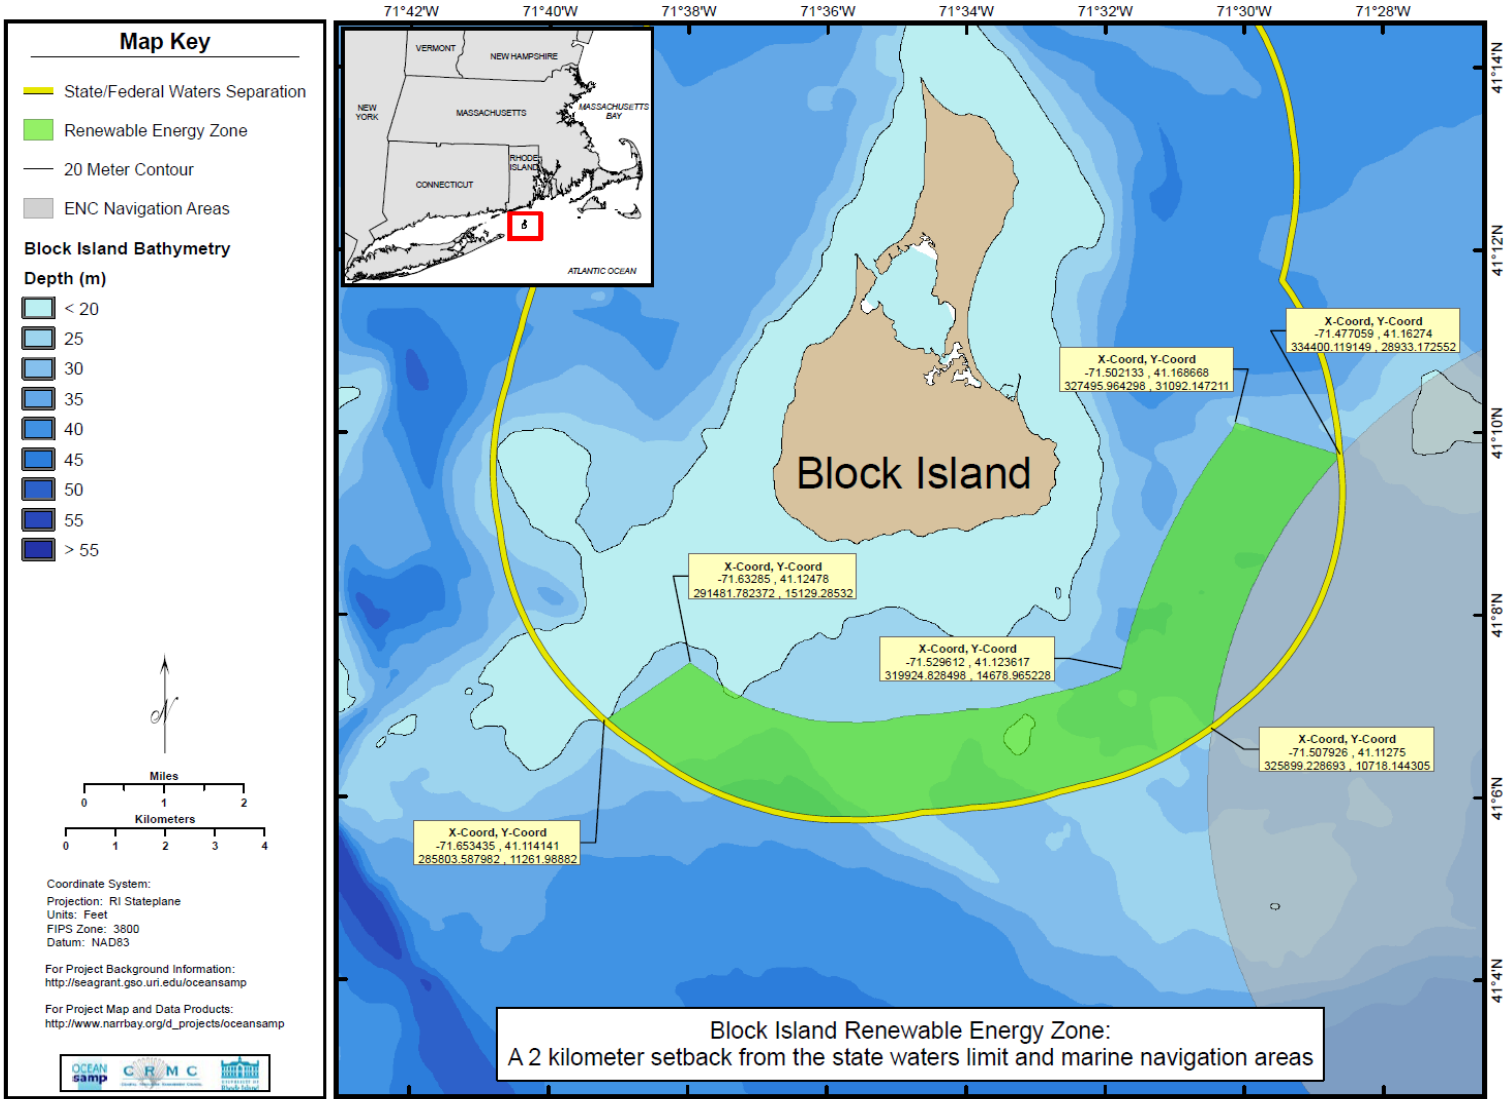 71°42'W 71°40'W 71°38'W 71°36'W 71°34'W 71°32'W 71°30'W 71°28'W
Map Key
State/Federal Waters Separation
Renewable Energy Zone
20 Meter Contour
ENC Navigation Areas
Block Island Bathymetry
Depth (m)
< 20
25
30
35
40
45
50
55
> 55
N
Miles
0 1 2
Kilometers
0 1 2 3 4
Coordinate System:
Projection: RI Stateplane
Units: Feet
FIPS Zone: 3800
Datum: NAD83
For Project Background Information:
http://seagrant.gso.uri.edu/oceansamp
For Project Map and Data Products:
http://www.narrbay.org/d_projects/oceansamp
OCEAN
samp
CRMC
VERMONT
NEW HAMPSHIRE
NEW
YORK
MASSACHUSETTS
MASSACHUSETTS
BAY
RHODE
ISLAND
CONNECTICUT
ATLANTIC OCEAN
X-Coord, Y-Coord
-71.477059 , 41.16274
334400.119149 , 28933.172552
X-Coord, Y-Coord
-71.502133 , 41.168668
327495.964298 , 31092.147211
Block Island
X-Coord, Y-Coord
-71.63285 , 41.12478
291481.782372 , 15129.28532
X-Coord, Y-Coord
-71.529612 , 41.123617
319924.828498 , 14678.965228
X-Coord, Y-Coord
-71.507926 , 41.11275
325899.228693 , 10718.144305
X-Coord, Y-Coord
-71.653435 , 41.114141
285803.587982 , 11261.98882
Block Island Renewable Energy Zone:
A 2 kilometer setback from the state waters limit and marine navigation areas
41°14'N
41°12'N
41°10'N
41°8'N
41°6'N
41°4'N